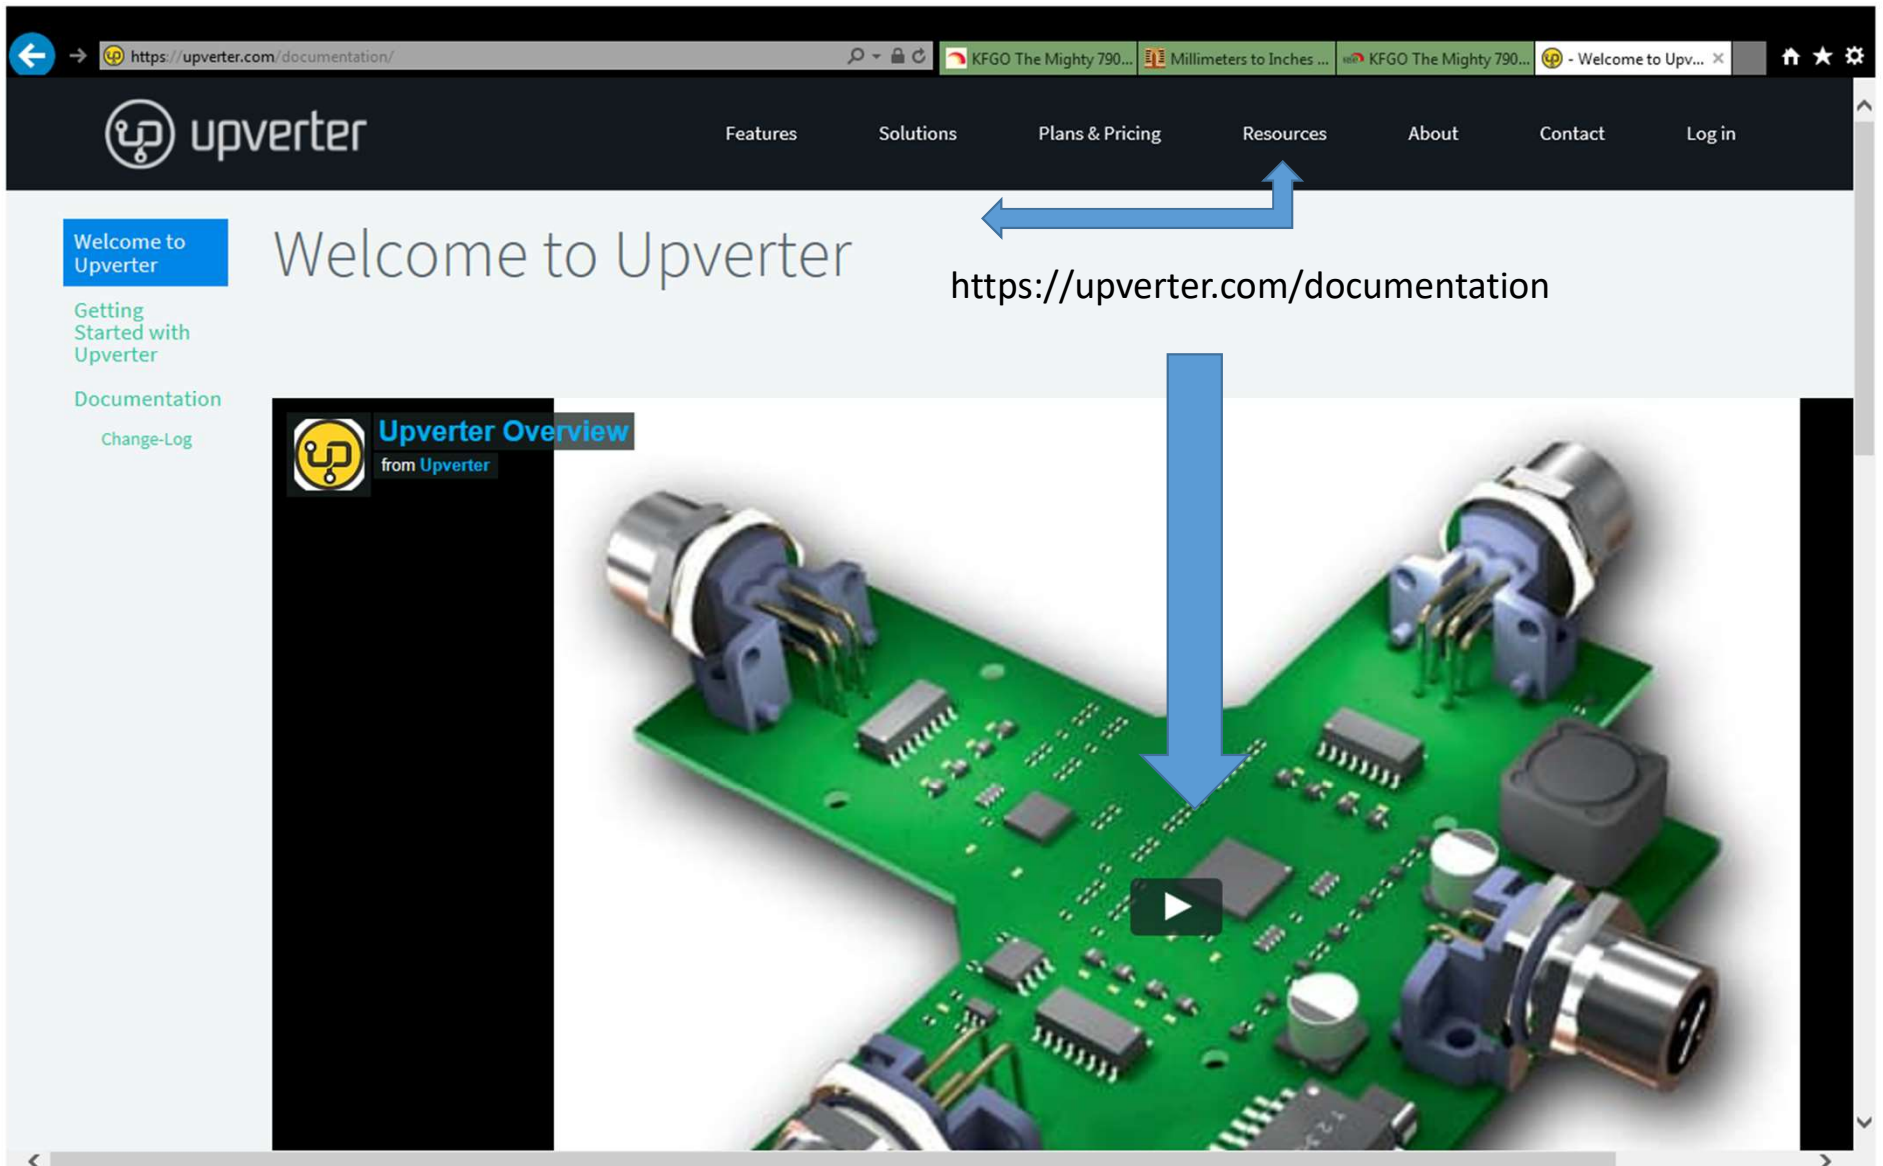 https://upverter.com/documentation/
KFGO The Mighty 790...
Millimeters to Inches ...
KFGO The Mighty 790...
- Welcome to Upv...
upverter
Features
Solutions
Plans & Pricing
Resources
About
Contact
Log in
Welcome to
Upverter
Getting
Started with
Upverter
Documentation
Change-Log
Welcome to Upverter
https://upverter.com/documentation
Upverter Overview
from Upverter